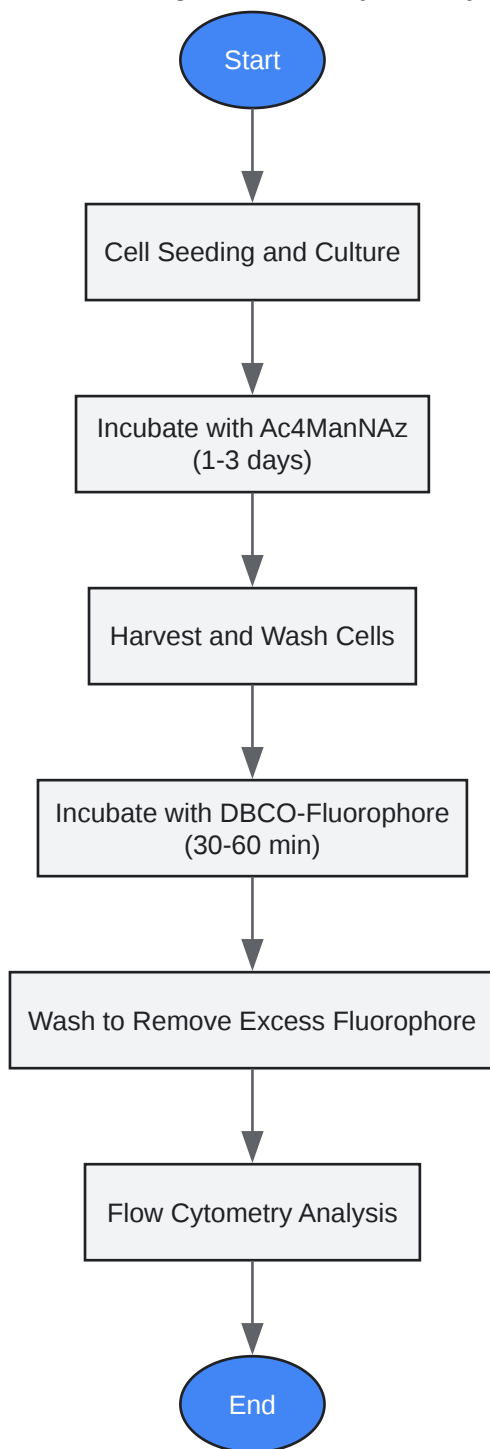 Start
Cell Seeding and Culture
Incubate with Ac4ManNAz
(1-3 days)
Harvest and Wash Cells
Incubate with DBCO-Fluorophore
(30-60 min)
Wash to Remove Excess Fluorophore
Flow Cytometry Analysis
End